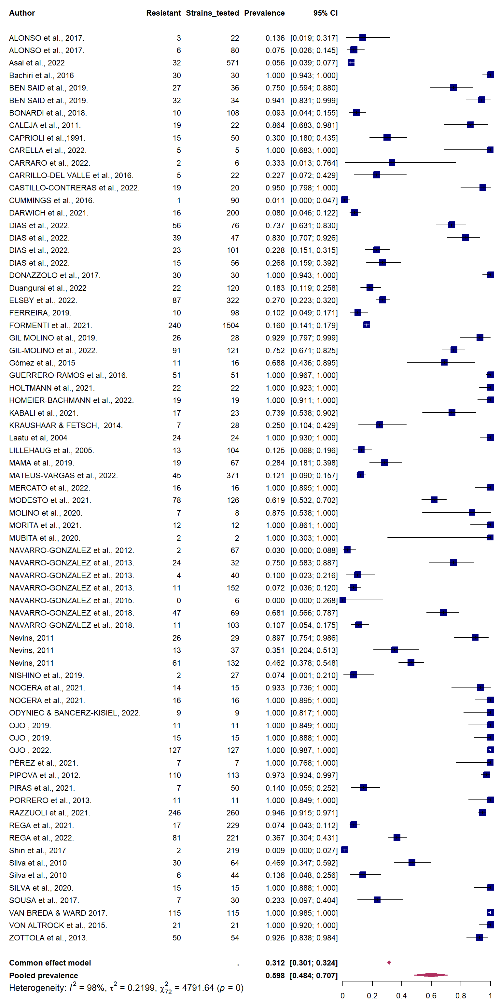 Author Resistant Strains_tested Prevalence 95% CI
ALONSO et al., 2017. 3 22 0.136 [0.019; 0.317]
ALONSO et al., 2017. 6 80 0.075 [0.026; 0.145]
Asai et al., 2022 32 571 0.056 [0.039; 0.077]
Bachiri et al., 2016 30 30 1.000 [0.943; 1.000]
BEN SAID et al., 2019. 27 36 0.750 [0.594; 0.880]
BEN SAID et al., 2019. 32 34 0.941 [0.831; 0.999]
BONARDI et al., 2018. 10 108 0.093 [0.044; 0.155]
CALEJA et al., 2011. 19 22 0.864 [0.683; 0.981]
CAPRIOLI et al.,1991. 15 50 0.300 [0.180; 0.435]
CARELLA et al., 2022. 5 5 1.000 [0.683; 1.000]
CARRARO et al., 2022. 2 6 0.333 [0.013; 0.764]
CARRILLO-DEL VALLE et al., 2016. 5 22 0.227 [0.072; 0.429]
CASTILLO-CONTRERAS et al., 2022. 19 20 0.950 [0.798; 1.000]
CUMMINGS et al., 2016. 1 90 0.011 [0.000; 0.047]
DARWICH et al., 2021. 16 200 0.080 [0.046; 0.122]
DIAS et al., 2022. 56 76 0.737 [0.631; 0.830]
DIAS et al., 2022. 39 47 0.830 [0.707; 0.926]
DIAS et al., 2022. 23 101 0.228 [0.151; 0.315]
DIAS et al., 2022. 15 56 0.268 [0.159; 0.392]
DONAZZOLO et al., 2017. 30 30 1.000 [0.943; 1.000]
Duangurai et al., 2022 22 120 0.183 [0.119; 0.258]
ELSBY et al., 2022. 87 322 0.270 [0.223; 0.320]
FERREIRA, 2019. 10 98 0.102 [0.049; 0.171]
FORMENTI et al., 2021. 240 1504 0.160 [0.141; 0.179]
GIL MOLINO et al., 2019. 26 28 0.929 [0.797; 0.999]
GIL-MOLINO et al., 2022. 91 121 0.752 [0.671; 0.825]
Gómez et al., 2015 11 16 0.688 [0.436; 0.895]
GUERRERO-RAMOS et al., 2016. 51 51 1.000 [0.967; 1.000]
HOLTMANN et al., 2021. 22 22 1.000 [0.923; 1.000]
HOMEIER-BACHMANN et al., 2022. 19 19 1.000 [0.911; 1.000]
KABALI et al., 2021. 17 23 0.739 [0.538; 0.902]
KRAUSHAAR & FETSCH, 2014. 7 28 0.250 [0.104; 0.429]
Laatu et al, 2004 24 24 1.000 [0.930; 1.000]
LILLEHAUG et al., 2005. 13 104 0.125 [0.068; 0.196]
MAMA et al., 2019. 19 67 0.284 [0.181; 0.398]
MATEUS-VARGAS et al., 2022. 45 371 0.121 [0.090; 0.157]
MERCATO et al., 2022. 16 16 1.000 [0.895; 1.000]
MODESTO et al., 2021. 78 126 0.619 [0.532; 0.702]
MOLINO et al., 2020. 7 8 0.875 [0.538; 1.000]
MORITA et al., 2021. 12 12 1.000 [0.861; 1.000]
MUBITA et al., 2020. 2 2 1.000 [0.303; 1.000]
NAVARRO-GONZALEZ et al., 2012. 2 67 0.030 [0.000; 0.088]
NAVARRO-GONZALEZ et al., 2013. 24 32 0.750 [0.583; 0.887]
NAVARRO-GONZALEZ et al., 2013. 4 40 0.100 [0.023; 0.216]
NAVARRO-GONZALEZ et al., 2013. 11 152 0.072 [0.036; 0.120]
NAVARRO-GONZALEZ et al., 2015. 0 6 0.000 [0.000; 0.268]
NAVARRO-GONZALEZ et al., 2018. 47 69 0.681 [0.566; 0.787]
NAVARRO-GONZALEZ et al., 2018. 11 103 0.107 [0.054; 0.175]
Nevins, 2011 26 29 0.897 [0.754; 0.986]
Nevins, 2011 13 37 0.351 [0.204; 0.513]
Nevins, 2011 61 132 0.462 [0.378; 0.548]
NISHINO et al., 2019. 2 27 0.074 [0.001; 0.210]
NOCERA et al., 2021. 14 15 0.933 [0.736; 1.000]
NOCERA et al., 2021. 16 16 1.000 [0.895; 1.000]
ODYNIEC & BANCERZ-KISIEL, 2022. 9 9 1.000 [0.817; 1.000]
OJO , 2019. 11 11 1.000 [0.849; 1.000]
OJO , 2019. 15 15 1.000 [0.888; 1.000]
OJO , 2022. 127 127 1.000 [0.987; 1.000]
PÉREZ et al., 2021. 7 7 1.000 [0.768; 1.000]
PIPOVA et al., 2012. 110 113 0.973 [0.934; 0.997]
PIRAS et al., 2021. 7 50 0.140 [0.055; 0.252]
PORRERO et al., 2013. 11 11 1.000 [0.849; 1.000]
RAZZUOLI et al., 2021. 246 260 0.946 [0.915; 0.971]
REGA et al., 2021. 17 229 0.074 [0.043; 0.112]
REGA et al., 2022. 81 221 0.367 [0.304; 0.431]
Shin et al., 2017 2 219 0.009 [0.000; 0.027]
Silva et al., 2010 30 64 0.469 [0.347; 0.592]
Silva et al., 2010 6 44 0.136 [0.048; 0.256]
SILVA et al., 2020. 15 15 1.000 [0.888; 1.000]
SOUSA et al., 2017. 7 30 0.233 [0.097; 0.404]
VAN BREDA & WARD 2017. 115 115 1.000 [0.985; 1.000]
VON ALTROCK et al., 2015. 21 21 1.000 [0.920; 1.000]
ZOTTOLA et al., 2013. 50 54 0.926 [0.838; 0.984]
Common effect model . 0.312 [0.301; 0.324]
Pooled prevalence 0.598 [0.484; 0.707]
Heterogeneity: I² = 98%, τ² = 0.2199, χ²₇₂ = 4791.64 (p = 0)
0 0.2 0.4 0.6 0.8 1